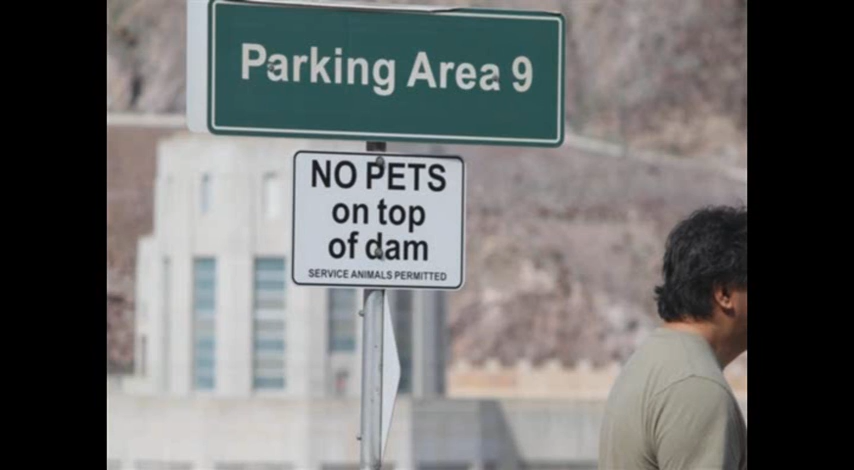 Parking Area 9
NO PETS
on top
of dam
SERVICE ANIMALS PERMITTED